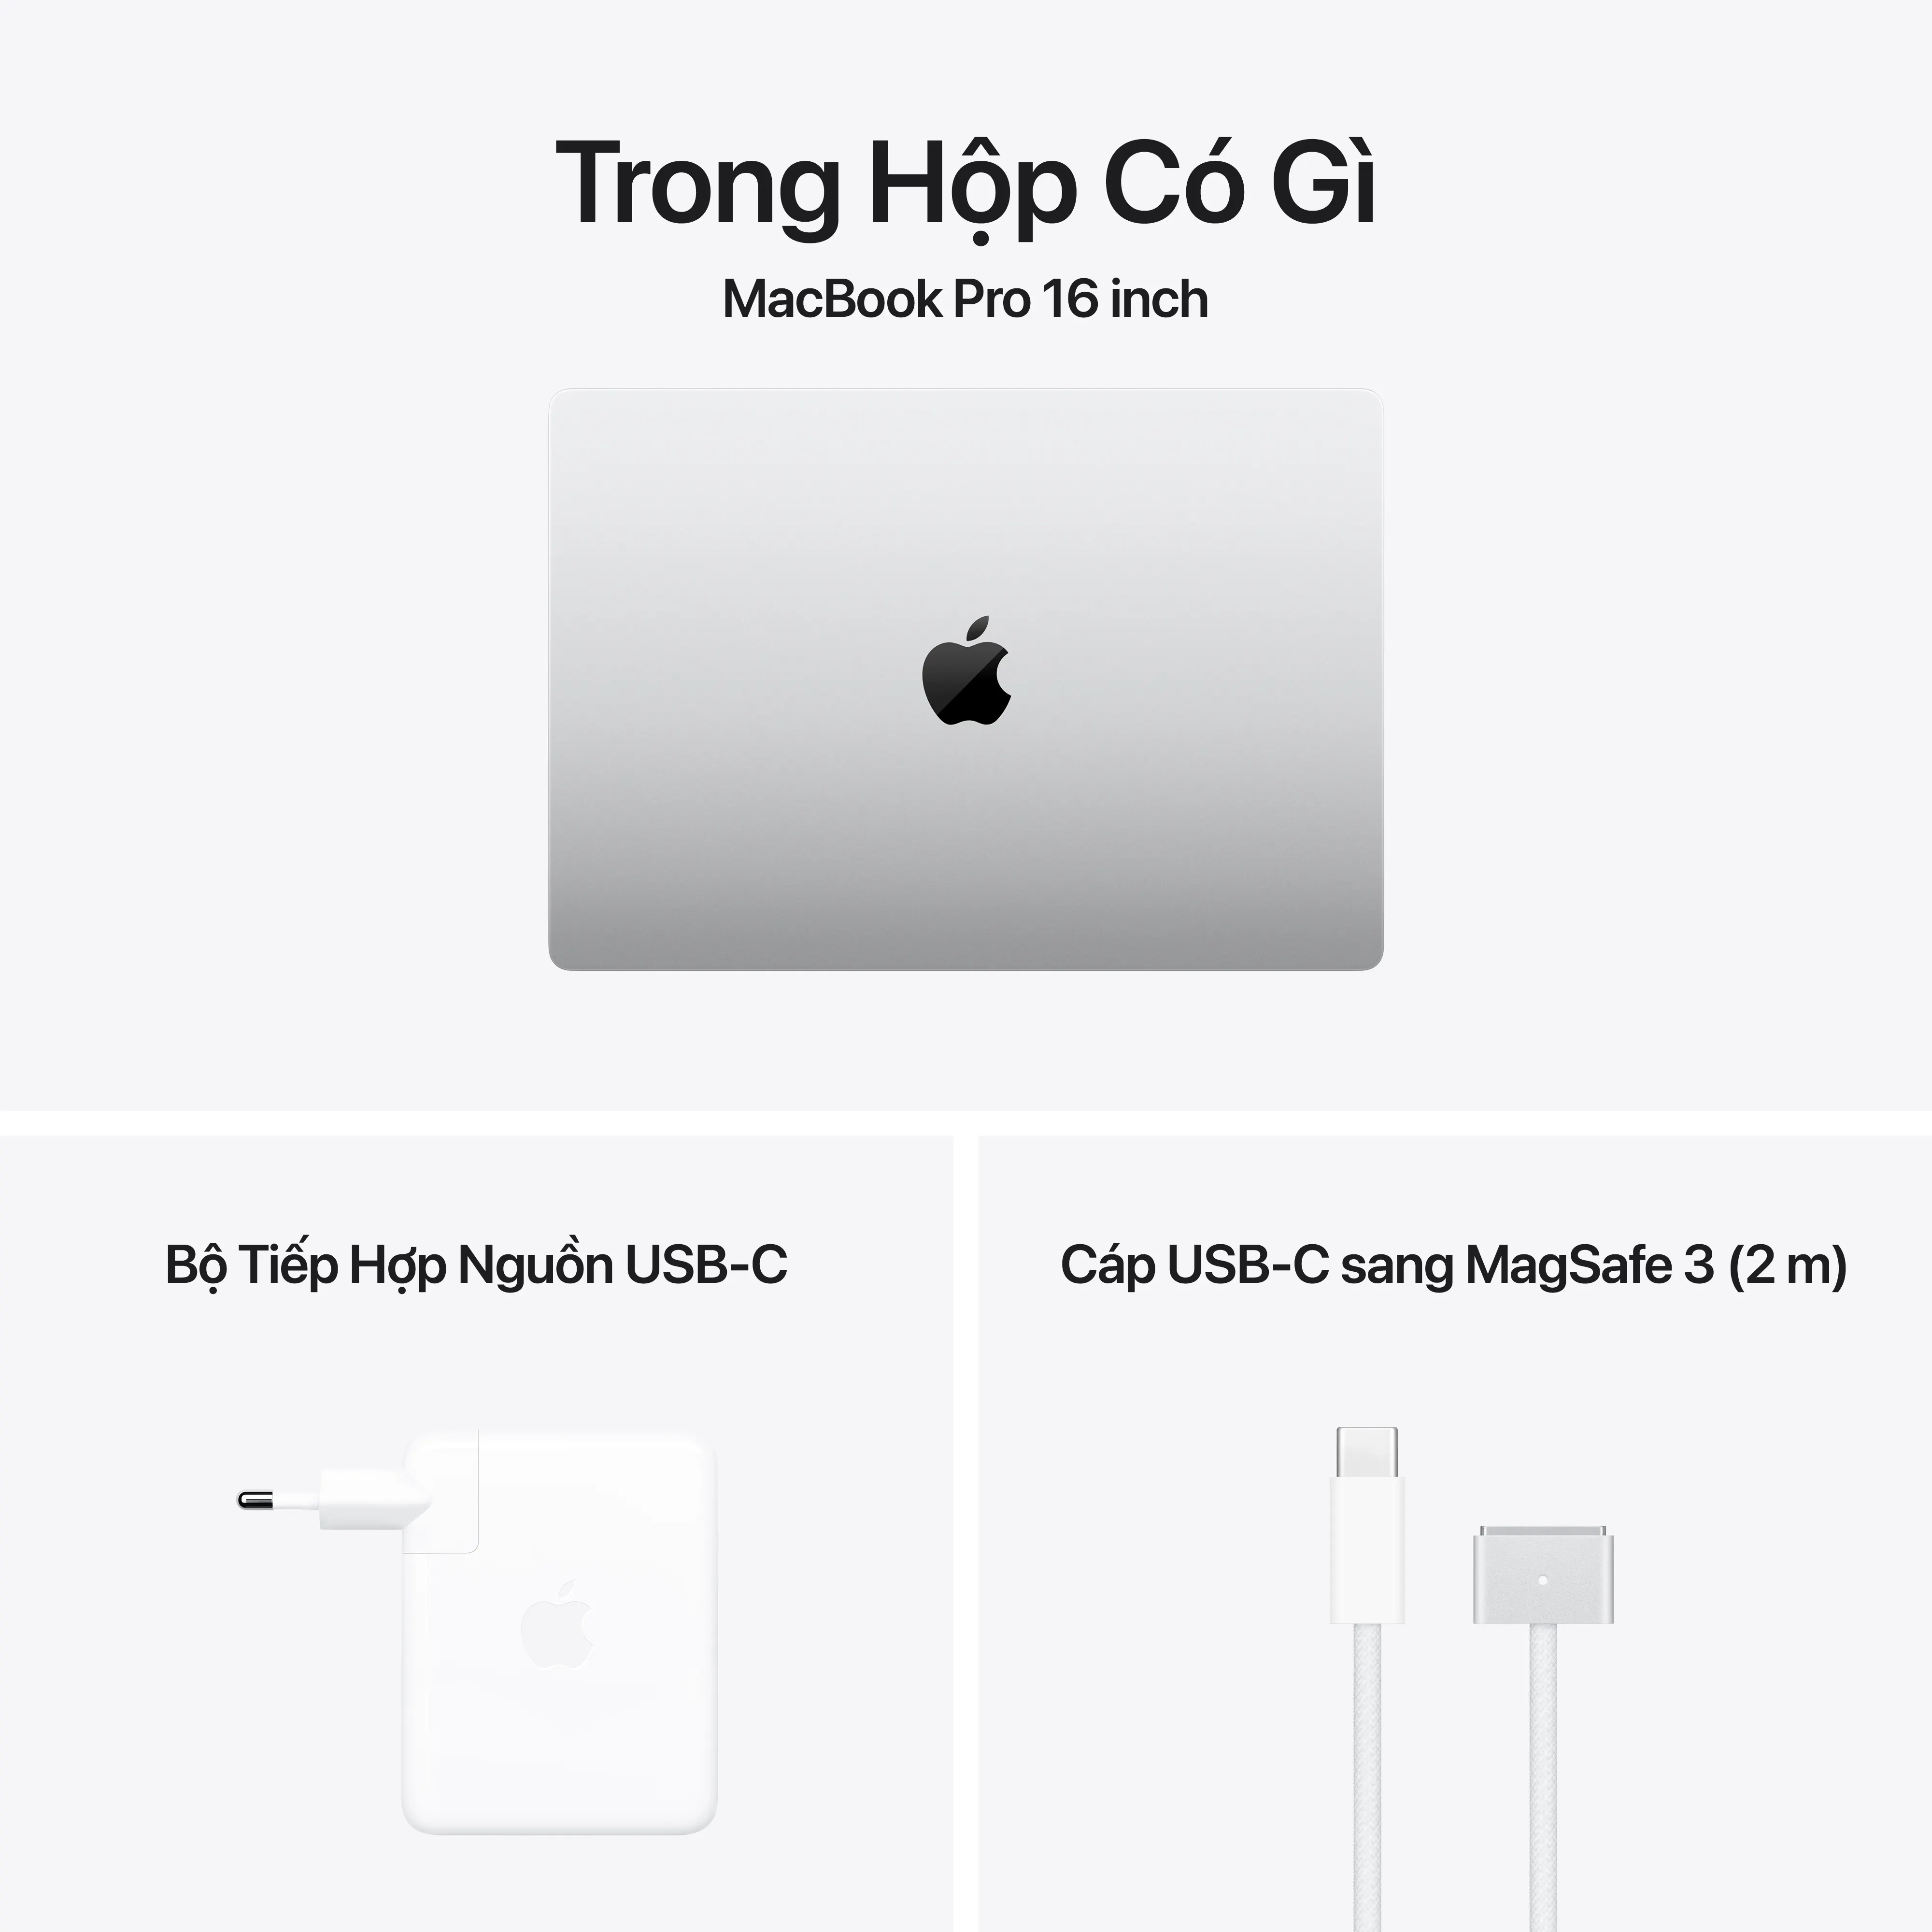 Trong Hộp Có Gì
MacBook Pro 16 inch
Bộ Tiếp Hợp Nguồn USB-C
Cáp USB-C sang MagSafe 3 (2 m)